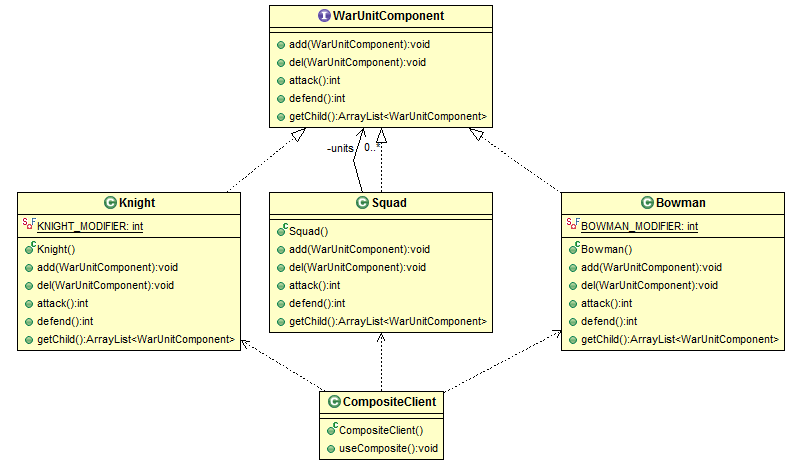 WarUnitComponent
add(WarUnitComponent):void
del(WarUnitComponent):void
attack():int
defend():int
getChild():ArrayList<WarUnitComponent>
-units 0..*
Knight
KNIGHT_MODIFIER: int
Knight()
add(WarUnitComponent):void
del(WarUnitComponent):void
attack():int
defend():int
getChild():ArrayList<WarUnitComponent>
Squad
Squad()
add(WarUnitComponent):void
del(WarUnitComponent):void
attack():int
defend():int
getChild():ArrayList<WarUnitComponent>
Bowman
BOWMAN_MODIFIER: int
Bowman()
add(WarUnitComponent):void
del(WarUnitComponent):void
attack():int
defend():int
getChild():ArrayList<WarUnitComponent>
CompositeClient
CompositeClient()
useComposite():void